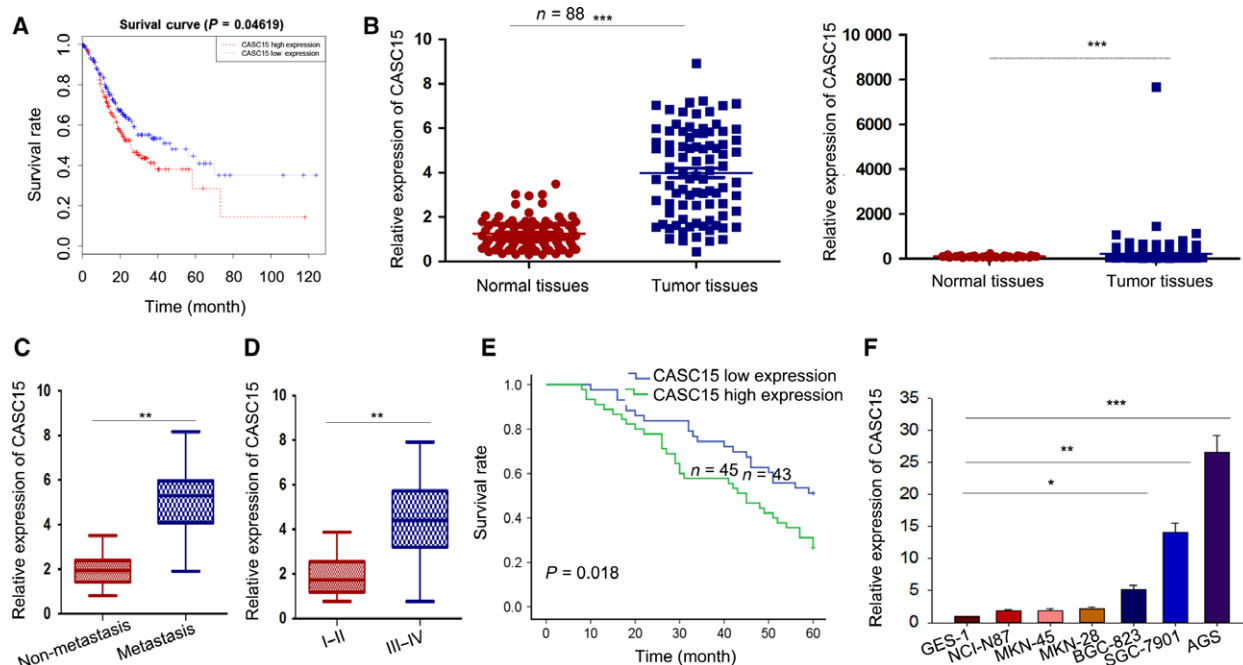 A
Surival curve (P = 0.04619)
CASC15 high expression
CASC15 low expression
Survival rate
1.0
0.8
0.6
0.4
0.2
0.0
0 20 40 60 80 100 120
Time (month)
B
n = 88 ***
Relative expression of CASC15
10
8
6
4
2
0
Normal tissues Tumor tissues
***
Relative expression of CASC15
10 000
8000
6000
4000
2000
0
Normal tissues Tumor tissues
C
**
Relative expression of CASC15
10
8
6
4
2
0
Non-metastasis Metastasis
D
**
Relative expression of CASC15
10
8
6
4
2
0
I–II III–IV
E
CASC15 low expression
CASC15 high expression
Survival rate
1.0
0.8
0.6
0.4
0.2
0.0
n = 45 n = 43
P = 0.018
0 10 20 30 40 50 60
Time (month)
F
Relative expression of CASC15
35
30
25
20
15
10
5
0
***
**
*
GES-1 NCI-N87 MKN-45 MKN-28 BGC-823 SGC-7901 AGS